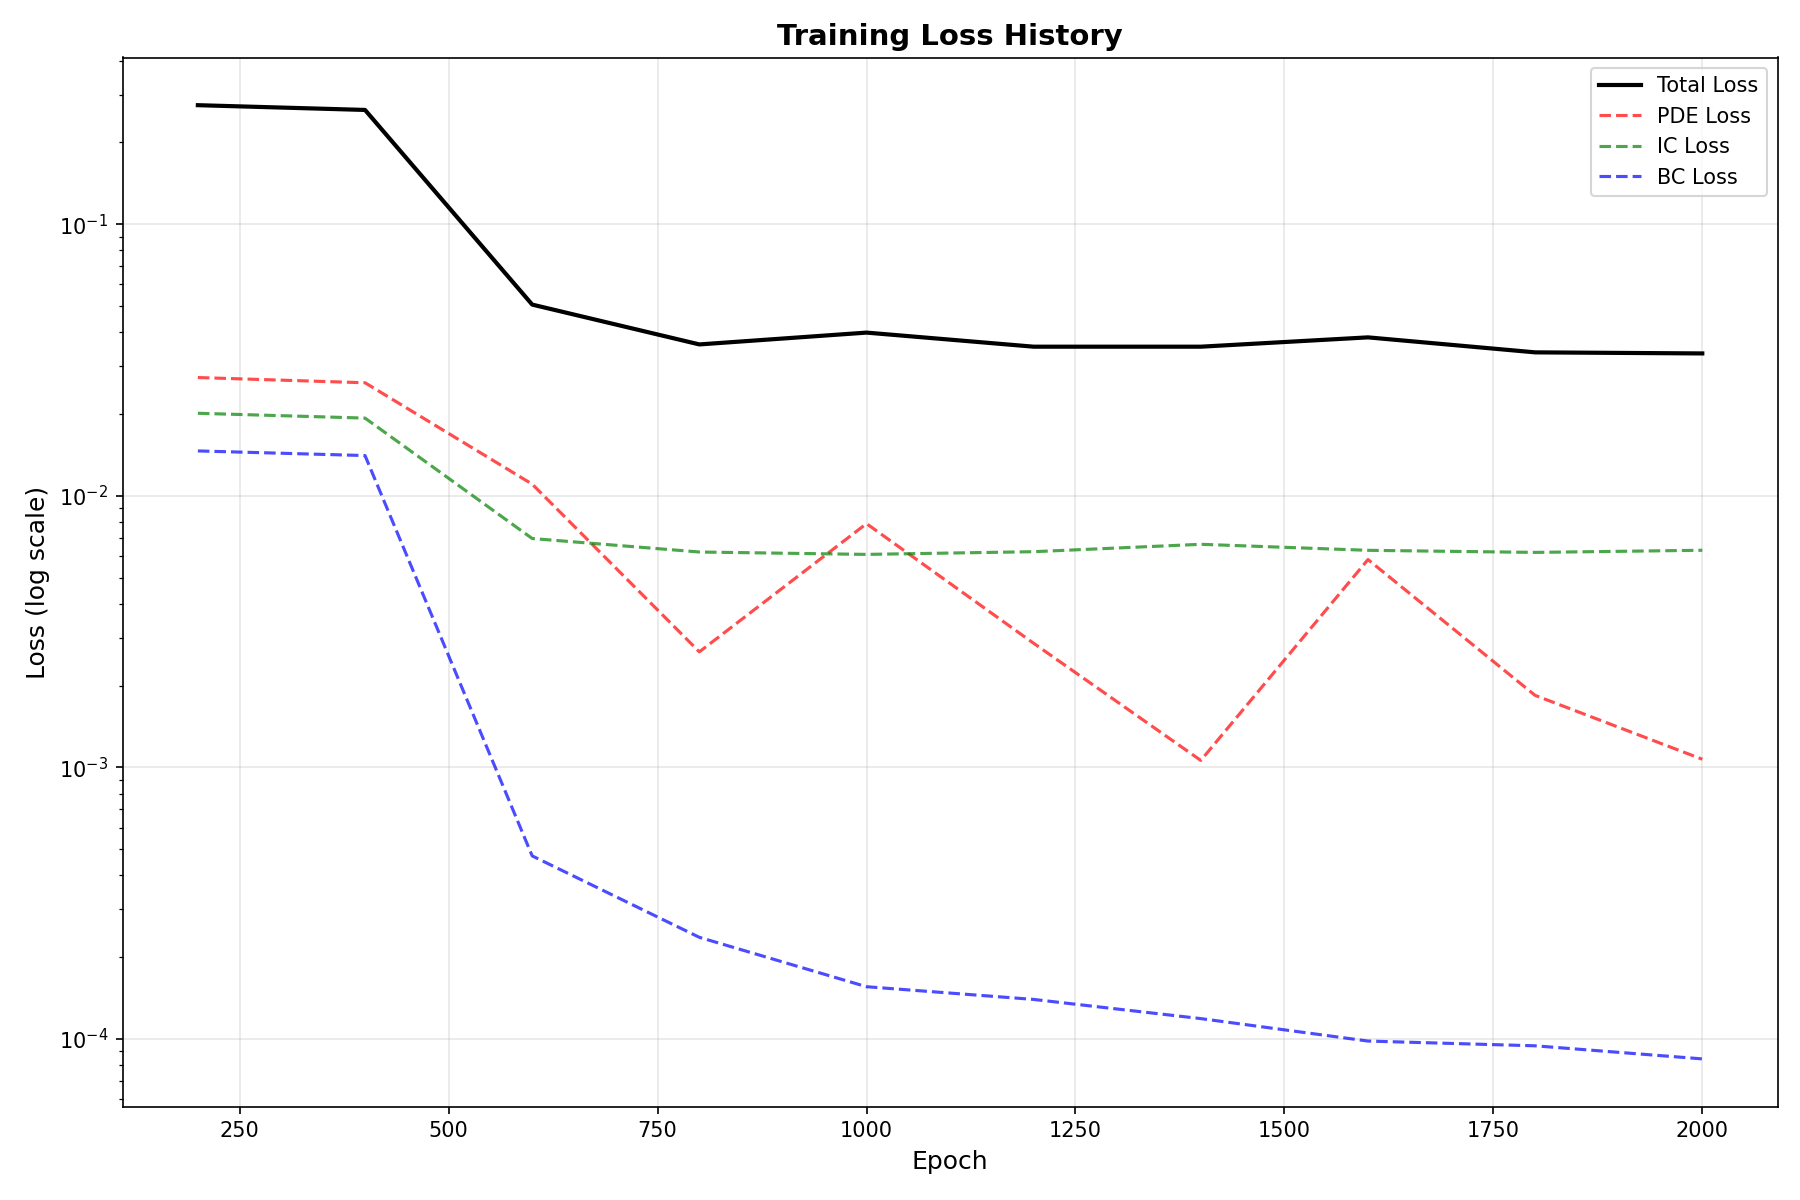 Training Loss History
Total Loss
PDE Loss
IC Loss
BC Loss
Loss (log scale)
10⁻¹
10⁻²
10⁻³
10⁻⁴
250 500 750 1000 1250 1500 1750 2000
Epoch